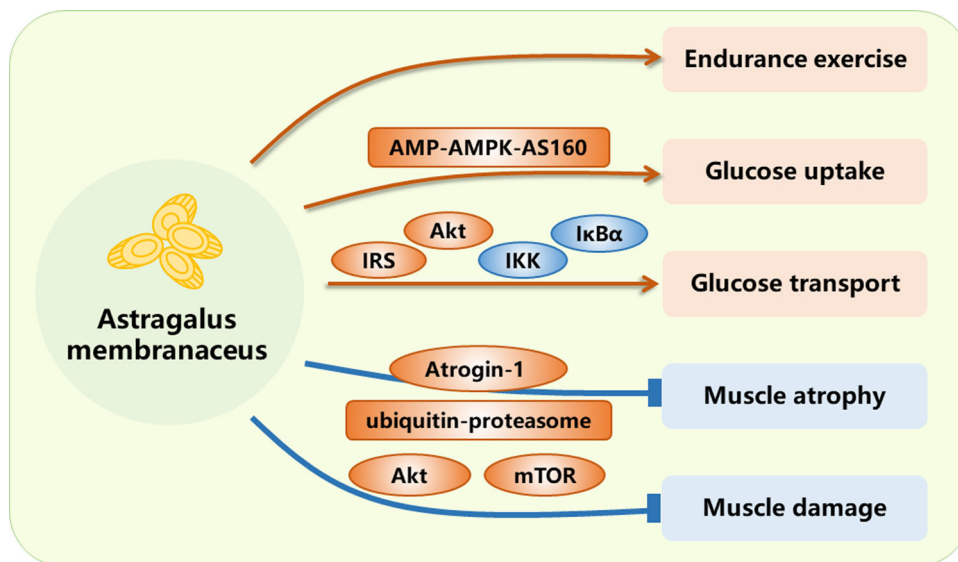 Endurance exercise
AMP-AMPK-AS160
Glucose uptake
Akt
IκBα
IRS
IKK
Glucose transport
Astragalus
membranaceus
Atrogin-1
Muscle atrophy
ubiquitin-proteasome
Akt
mTOR
Muscle damage